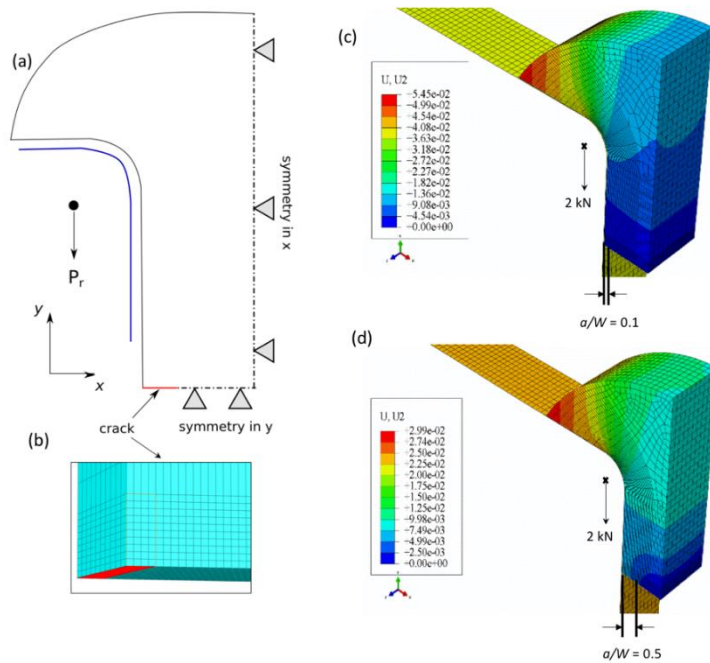 (a)
symmetry in x
P_r
y
x
crack
symmetry in y
(b)
(c)
U, U2
+5.45e-02
+4.99e-02
+4.54e-02
+4.08e-02
+3.63e-02
+3.18e-02
+2.72e-02
+2.27e-02
+1.82e-02
+1.36e-02
+9.08e-03
+4.54e-03
+0.00e+00
2 kN
a/W = 0.1
(d)
U, U2
+2.99e-02
+2.74e-02
+2.50e-02
+2.25e-02
+2.00e-02
+1.75e-02
+1.50e-02
+1.25e-02
+9.98e-03
+7.49e-03
+4.99e-03
+2.50e-03
+0.00e+00
2 kN
a/W = 0.5